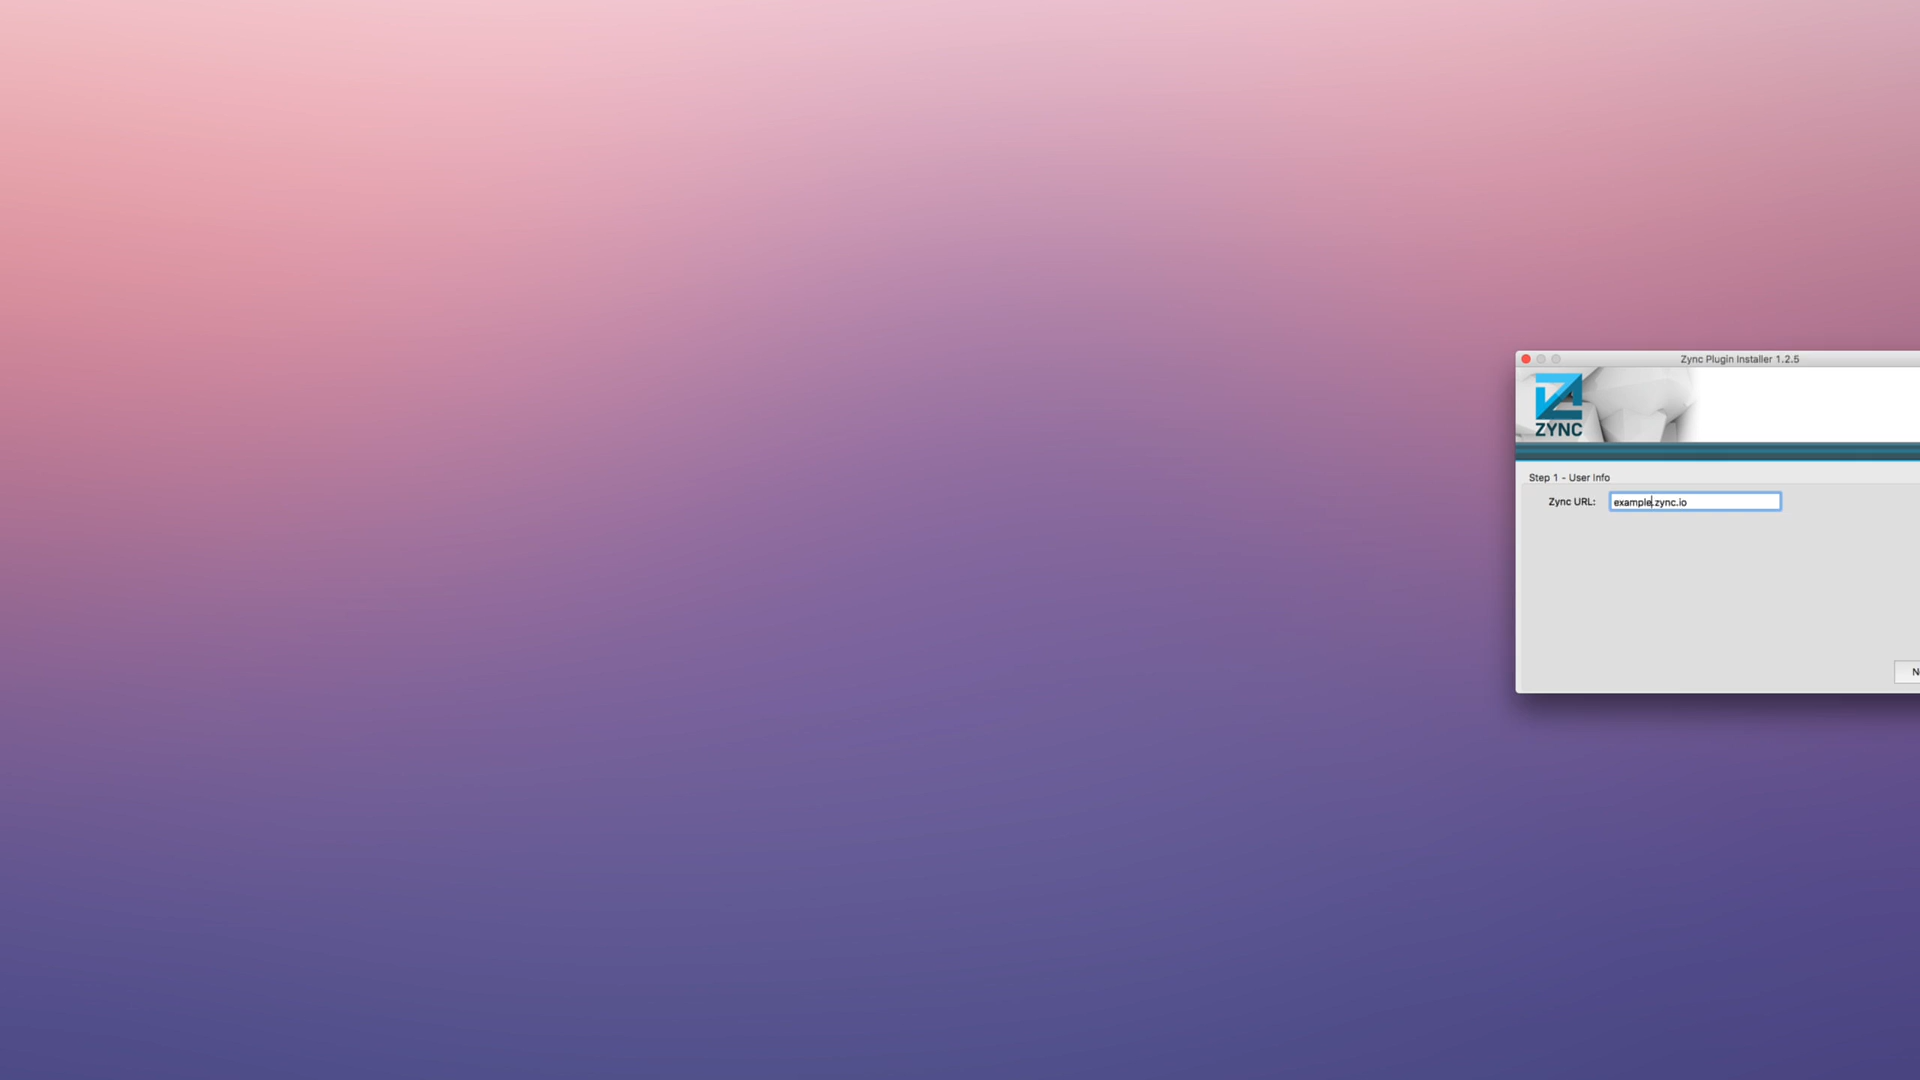 Zync Plugin Installer 1.2.5
ZYNC
Step 1 - User Info
Zync URL: example.zync.io